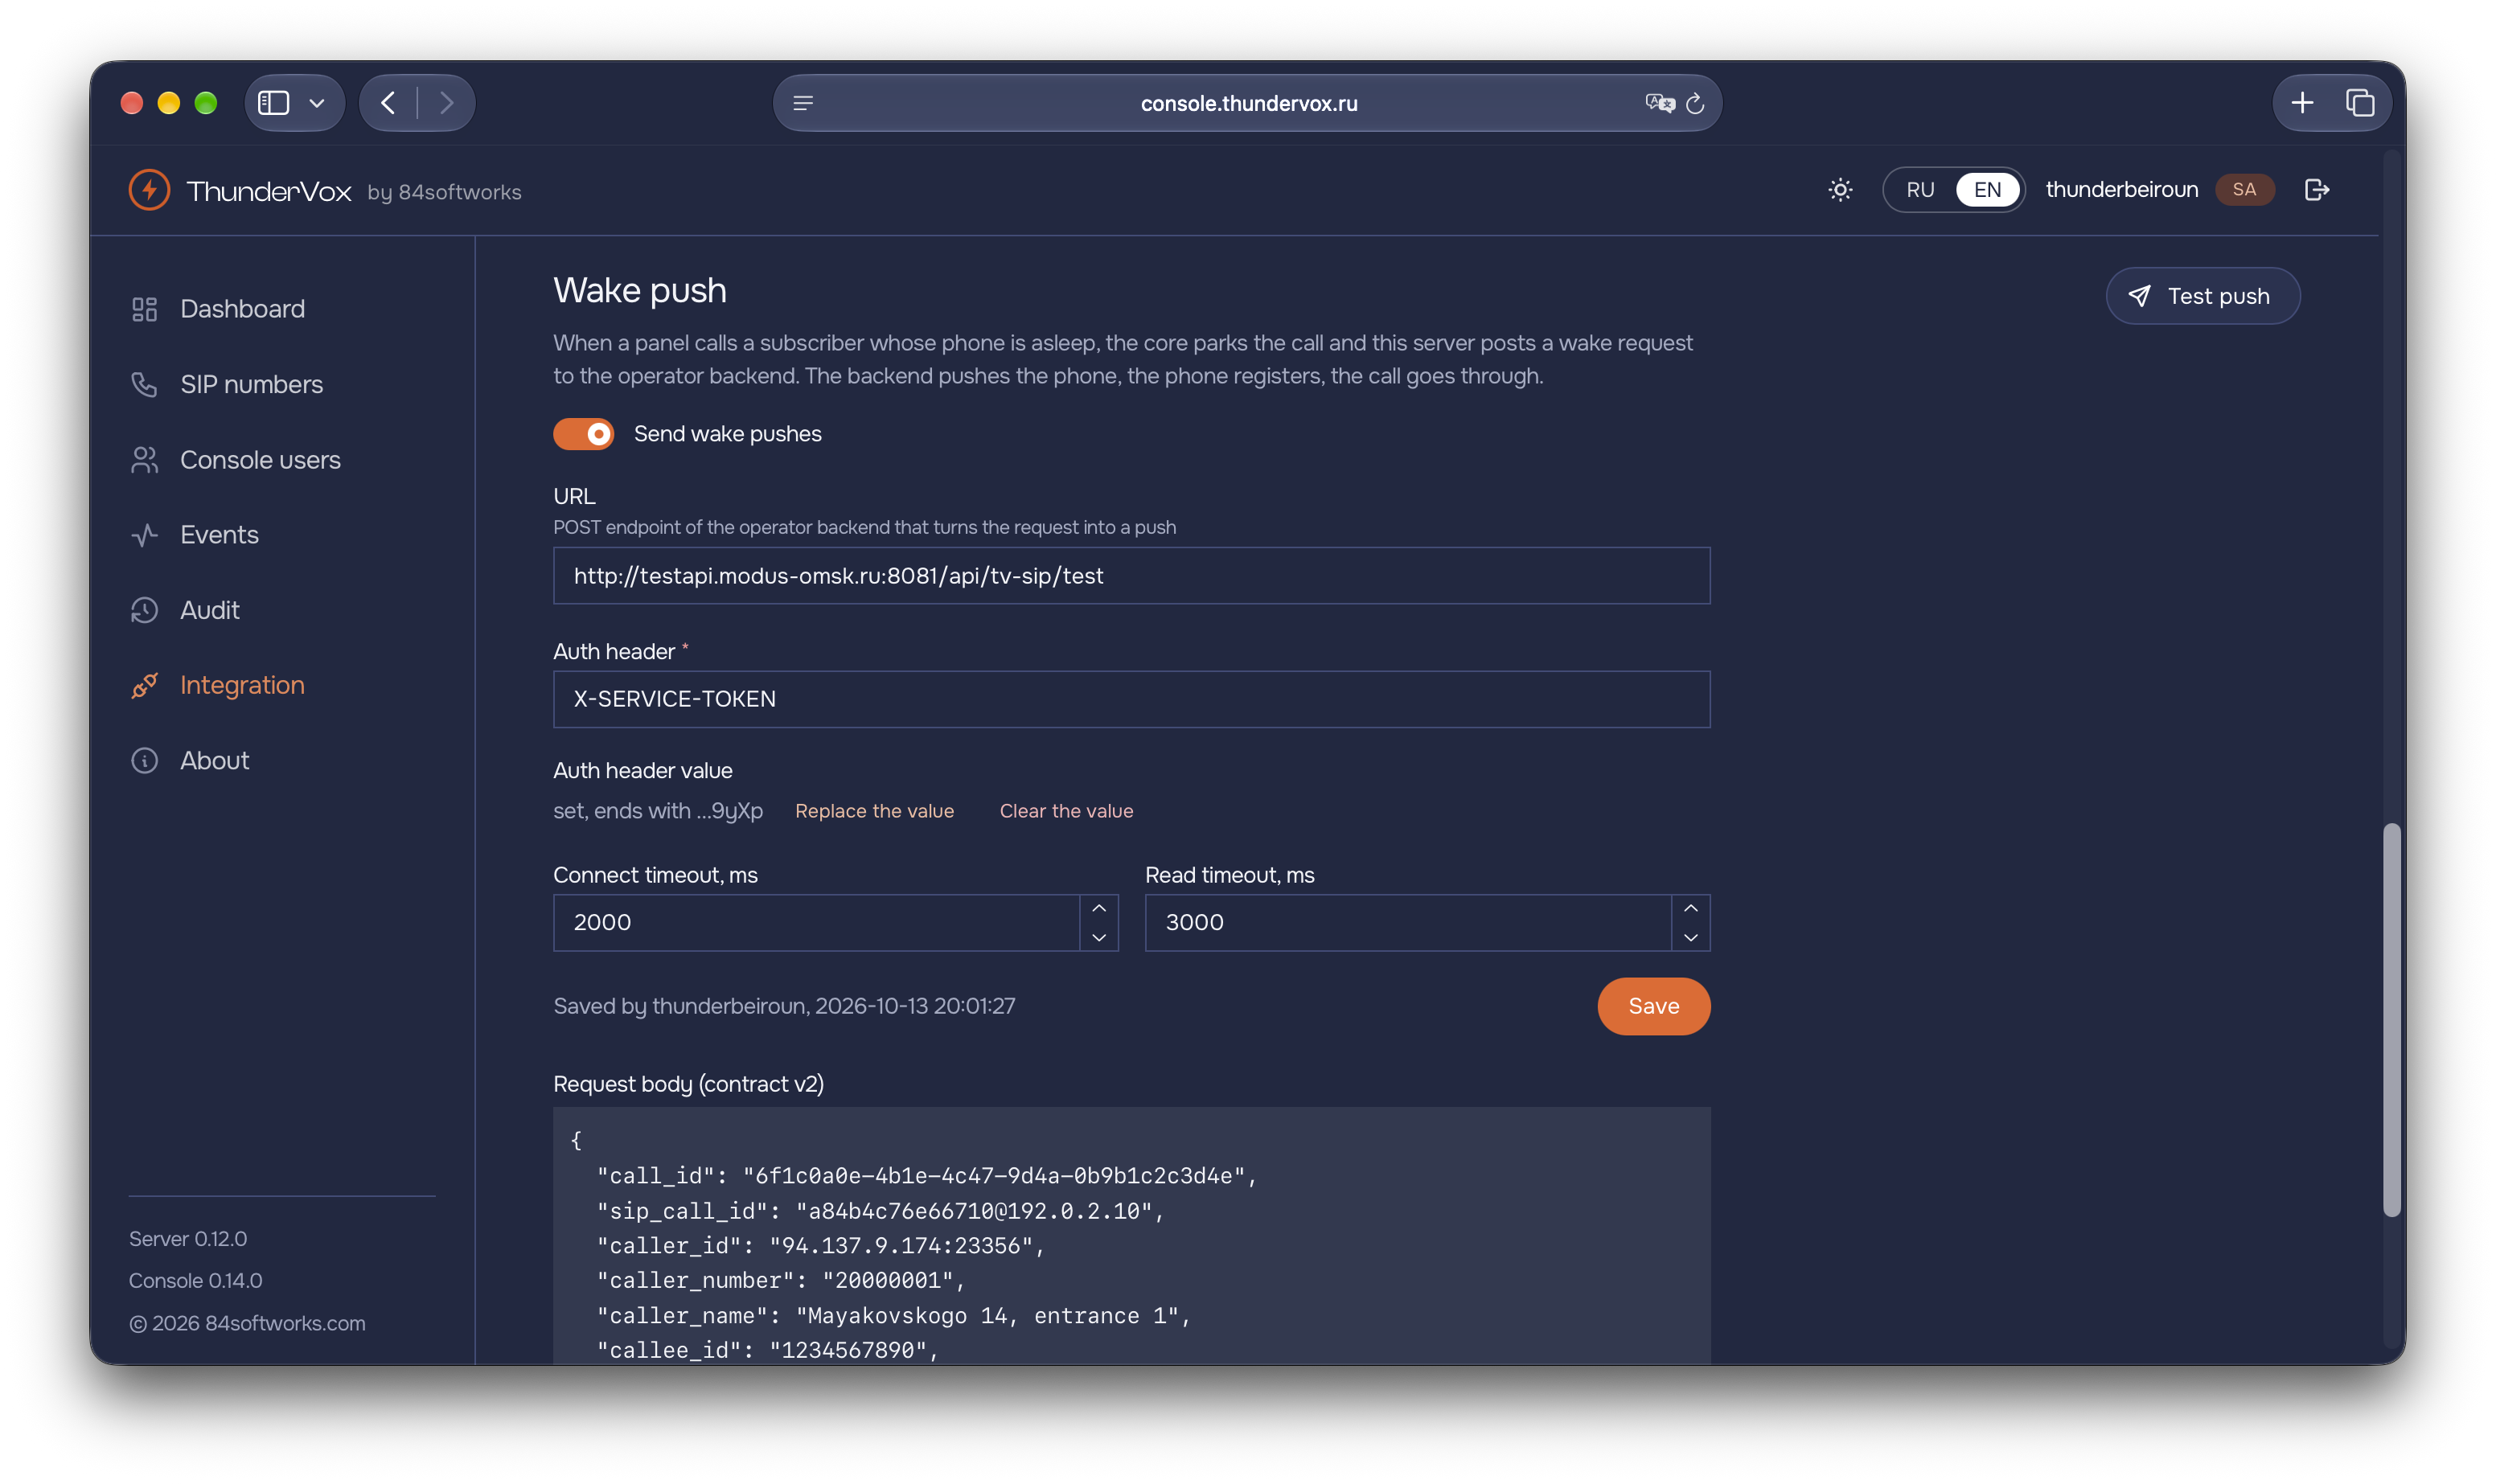 console.thundervox.ru
ThunderVox by 84softworks
RU EN thunderbeiroun SA
Dashboard
SIP numbers
Console users
Events
Audit
Integration
About
Server 0.12.0
Console 0.14.0
© 2026 84softworks.com
Wake push
Test push
When a panel calls a subscriber whose phone is asleep, the core parks the call and this server posts a wake request
to the operator backend. The backend pushes the phone, the phone registers, the call goes through.
Send wake pushes
URL
POST endpoint of the operator backend that turns the request into a push
http://testapi.modus-omsk.ru:8081/api/tv-sip/test
Auth header *
X-SERVICE-TOKEN
Auth header value
set, ends with ...9yXp Replace the value Clear the value
Connect timeout, ms Read timeout, ms
2000 3000
Saved by thunderbeiroun, 2026-10-13 20:01:27 Save
Request body (contract v2)
{
"call_id": "6f1c0a0e-4b1e-4c47-9d4a-0b9b1c2c3d4e",
"sip_call_id": "a84b4c76e66710@192.0.2.10",
"caller_id": "94.137.9.174:23356",
"caller_number": "20000001",
"caller_name": "Mayakovskogo 14, entrance 1",
"callee_id": "1234567890",